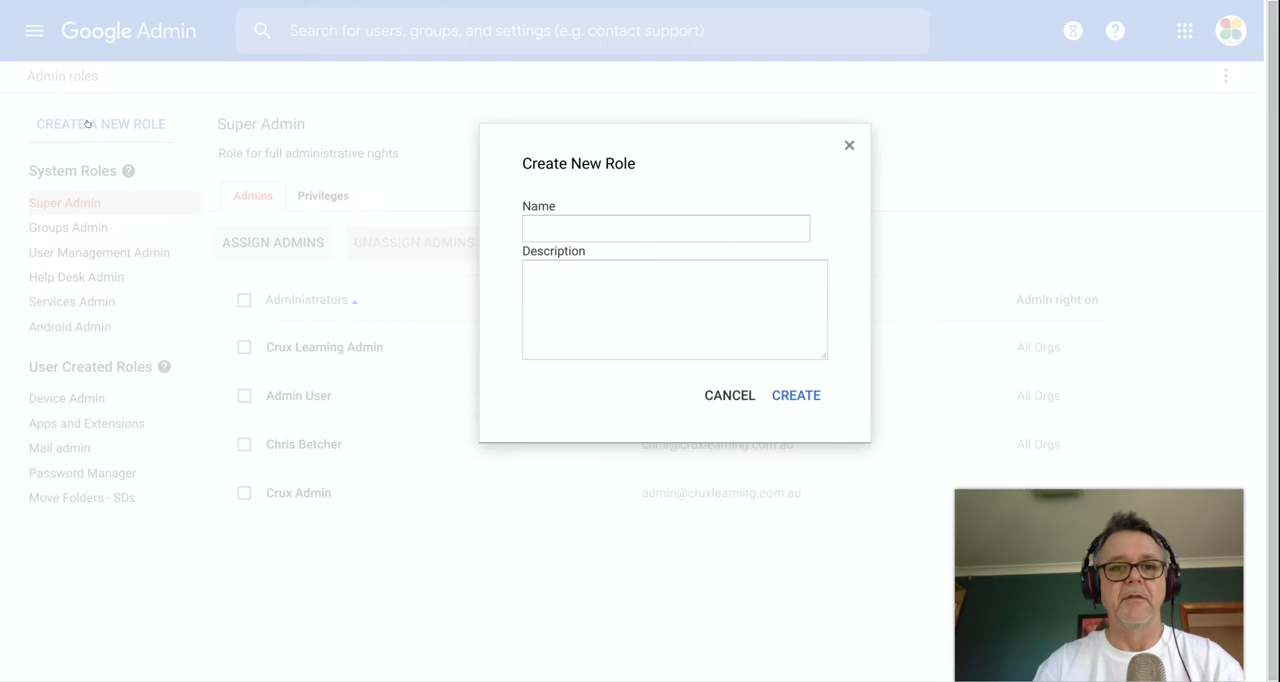 Google Admin
Search for users, groups, and settings (e.g. contact support)
Admin roles
CREATE A NEW ROLE
System Roles
Super Admin
Groups Admin
User Management Admin
Help Desk Admin
Services Admin
Android Admin
User Created Roles
Device Admin
Apps and Extensions
Mail admin
Password Manager
Move Folders - SDs
Super Admin
Role for full administrative rights
Admins Privileges
ASSIGN ADMINS UNASSIGN ADMINS
Administrators Admin right on
Crux Learning Admin All Orgs
Admin User All Orgs
Chris Betcher chris@cruxlearning.com.au All Orgs
Crux Admin admin@cruxlearning.com.au
Create New Role
Name
Description
CANCEL CREATE